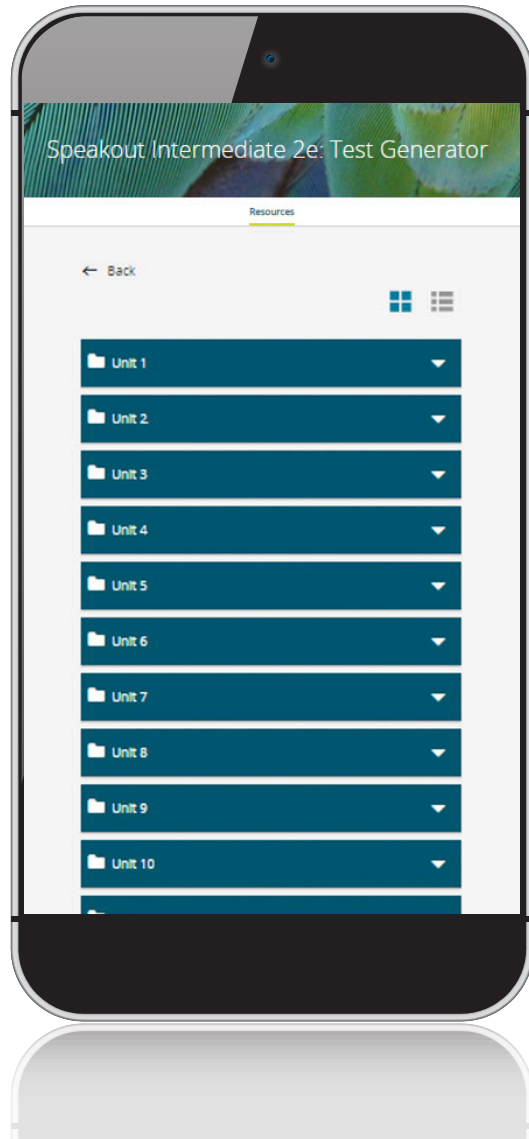 Speakout Intermediate 2e: Test Generator
Resources
← Back
Unit 1
Unit 2
Unit 3
Unit 4
Unit 5
Unit 6
Unit 7
Unit 8
Unit 9
Unit 10